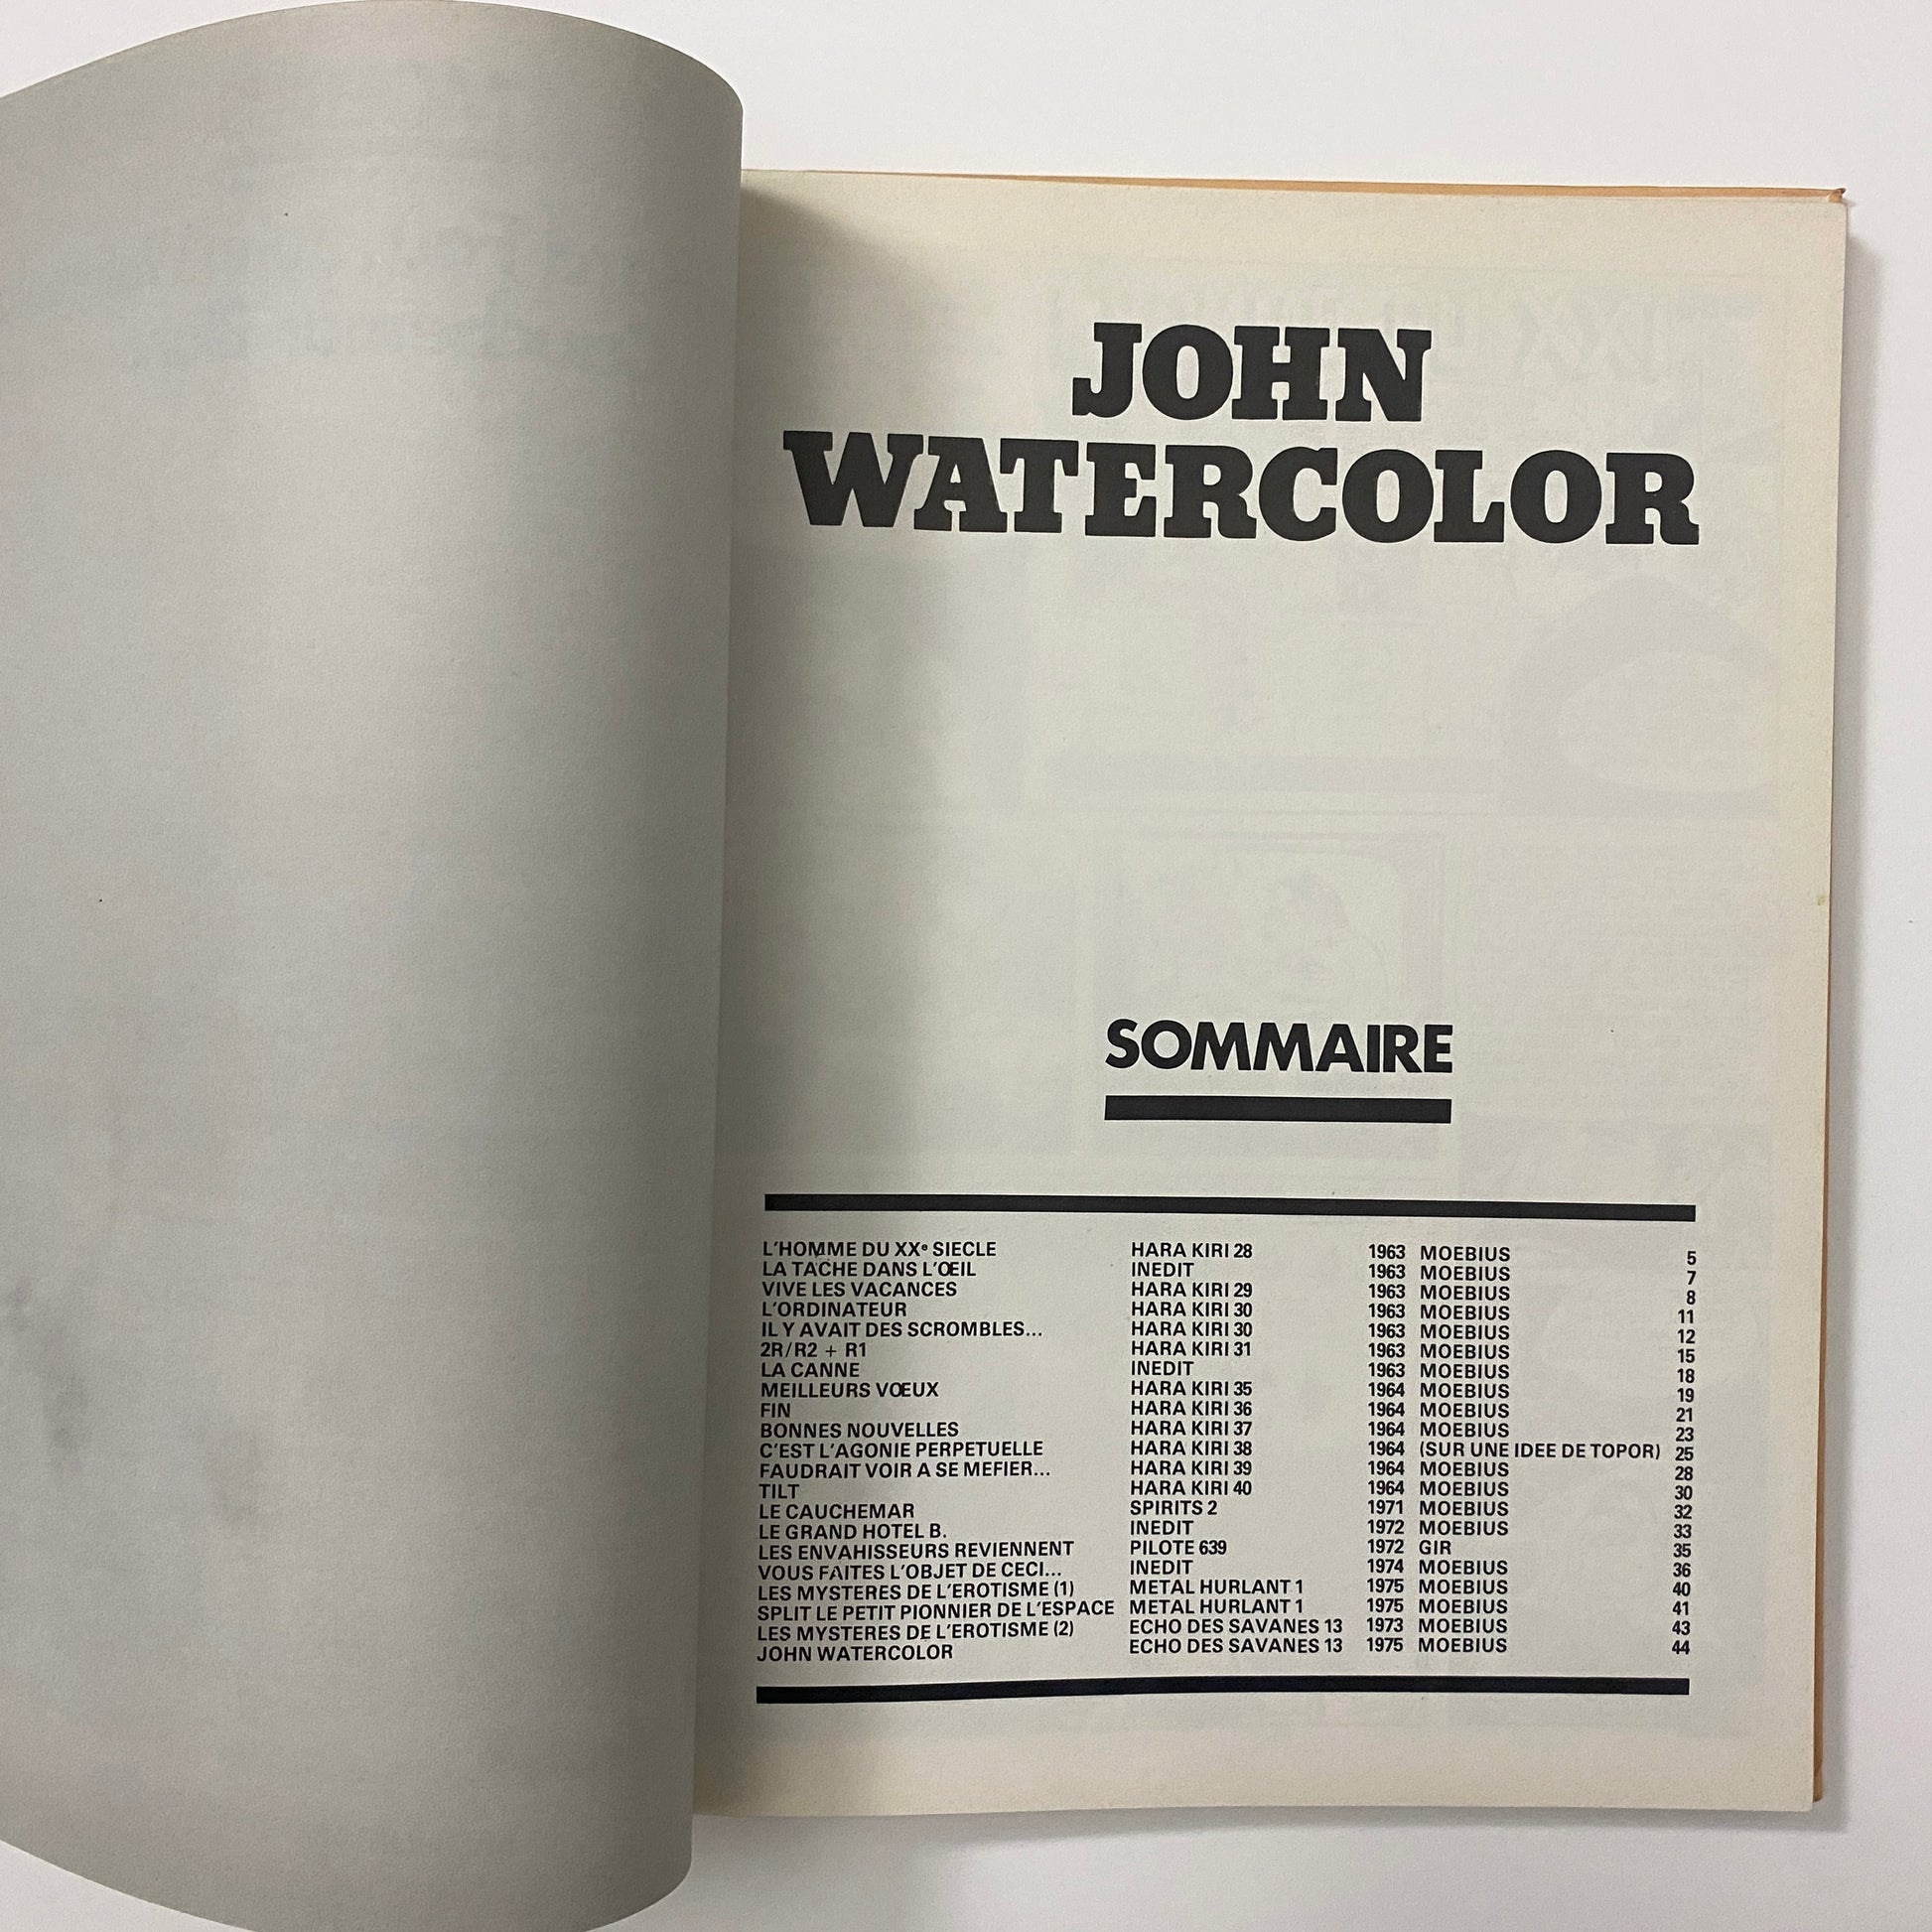 JOHN
WATERCOLOR
SOMMAIRE
L'HOMME DU XXe SIECLE HARA KIRI 28 1963 MOEBIUS 5
LA TACHE DANS L'ŒIL INEDIT 1963 MOEBIUS 7
VIVE LES VACANCES HARA KIRI 29 1963 MOEBIUS 8
L'ORDINATEUR HARA KIRI 30 1963 MOEBIUS 11
IL Y AVAIT DES SCROMBLES... HARA KIRI 30 1963 MOEBIUS 12
2R/R2 + R1 HARA KIRI 31 1963 MOEBIUS 15
LA CANNE INEDIT 1963 MOEBIUS 18
MEILLEURS VŒUX HARA KIRI 35 1964 MOEBIUS 19
FIN HARA KIRI 36 1964 MOEBIUS 21
BONNES NOUVELLES HARA KIRI 37 1964 MOEBIUS 23
C'EST L'AGONIE PERPETUELLE HARA KIRI 38 1964 (SUR UNE IDEE DE TOPOR) 25
FAUDRAIT VOIR A SE MEFIER... HARA KIRI 39 1964 MOEBIUS 28
TILT HARA KIRI 40 1964 MOEBIUS 30
LE CAUCHEMAR SPIRITS 2 1971 MOEBIUS 32
LE GRAND HOTEL B. INEDIT 1972 MOEBIUS 33
LES ENVAHISSEURS REVIENNENT PILOTE 639 1972 GIR 35
VOUS FAITES L'OBJET DE CECI... INEDIT 1974 MOEBIUS 36
LES MYSTERES DE L'EROTISME (1) METAL HURLANT 1 1975 MOEBIUS 40
SPLIT LE PETIT PIONNIER DE L'ESPACE METAL HURLANT 1 1975 MOEBIUS 41
LES MYSTERES DE L'EROTISME (2) ECHO DES SAVANES 13 1973 MOEBIUS 43
JOHN WATERCOLOR ECHO DES SAVANES 13 1975 MOEBIUS 44